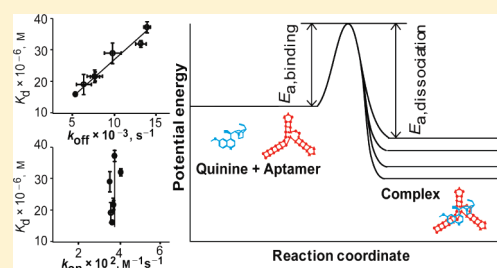 40
30
20
10
K_d × 10⁻⁶, M
5
10
15
k_off × 10⁻³, s⁻¹
40
30
20
10
K_d × 10⁻⁶, M
2
4
6
k_on × 10², M⁻¹s⁻¹
Potential energy
E_a,binding
E_a,dissociation
Quinine + Aptamer
Complex
Reaction coordinate